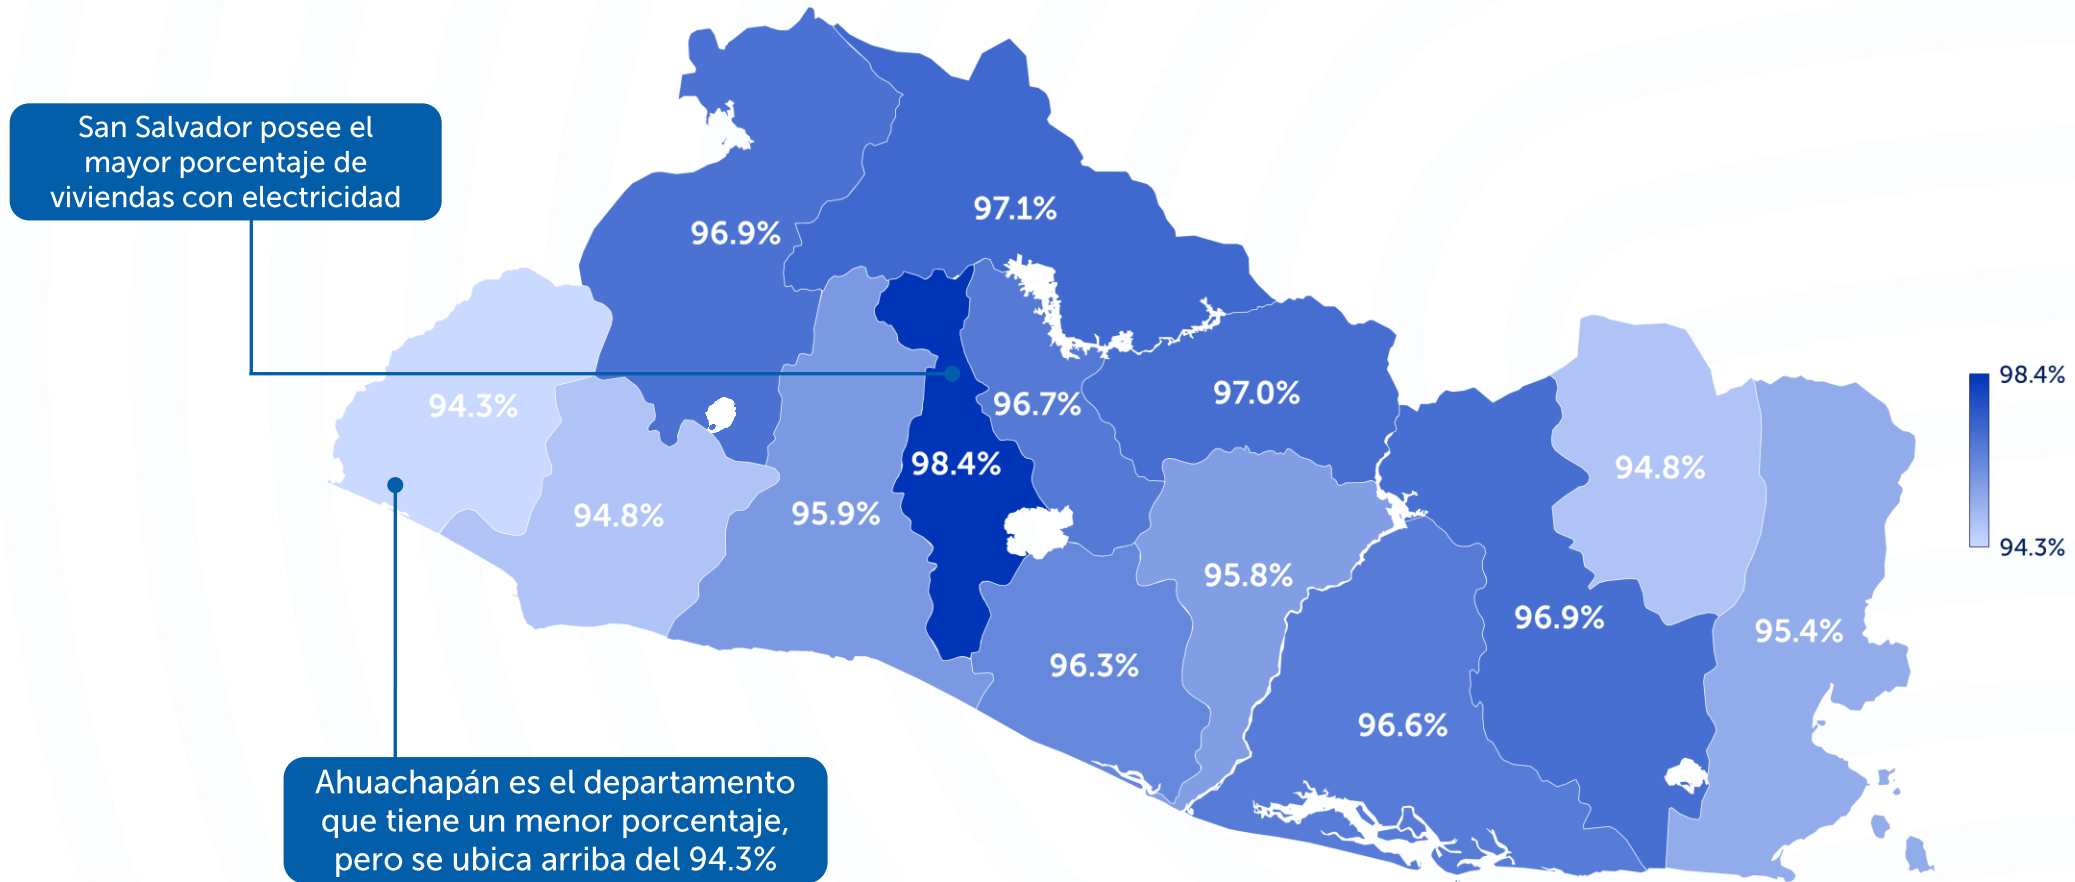 San Salvador posee el
mayor porcentaje de
viviendas con electricidad
97.1%
96.9%
98.4%
97.0%
96.7%
94.3%
98.4%
94.8%
94.8%
95.9%
94.3%
95.8%
96.9%
95.4%
96.3%
96.6%
Ahuachapán es el departamento
que tiene un menor porcentaje,
pero se ubica arriba del 94.3%